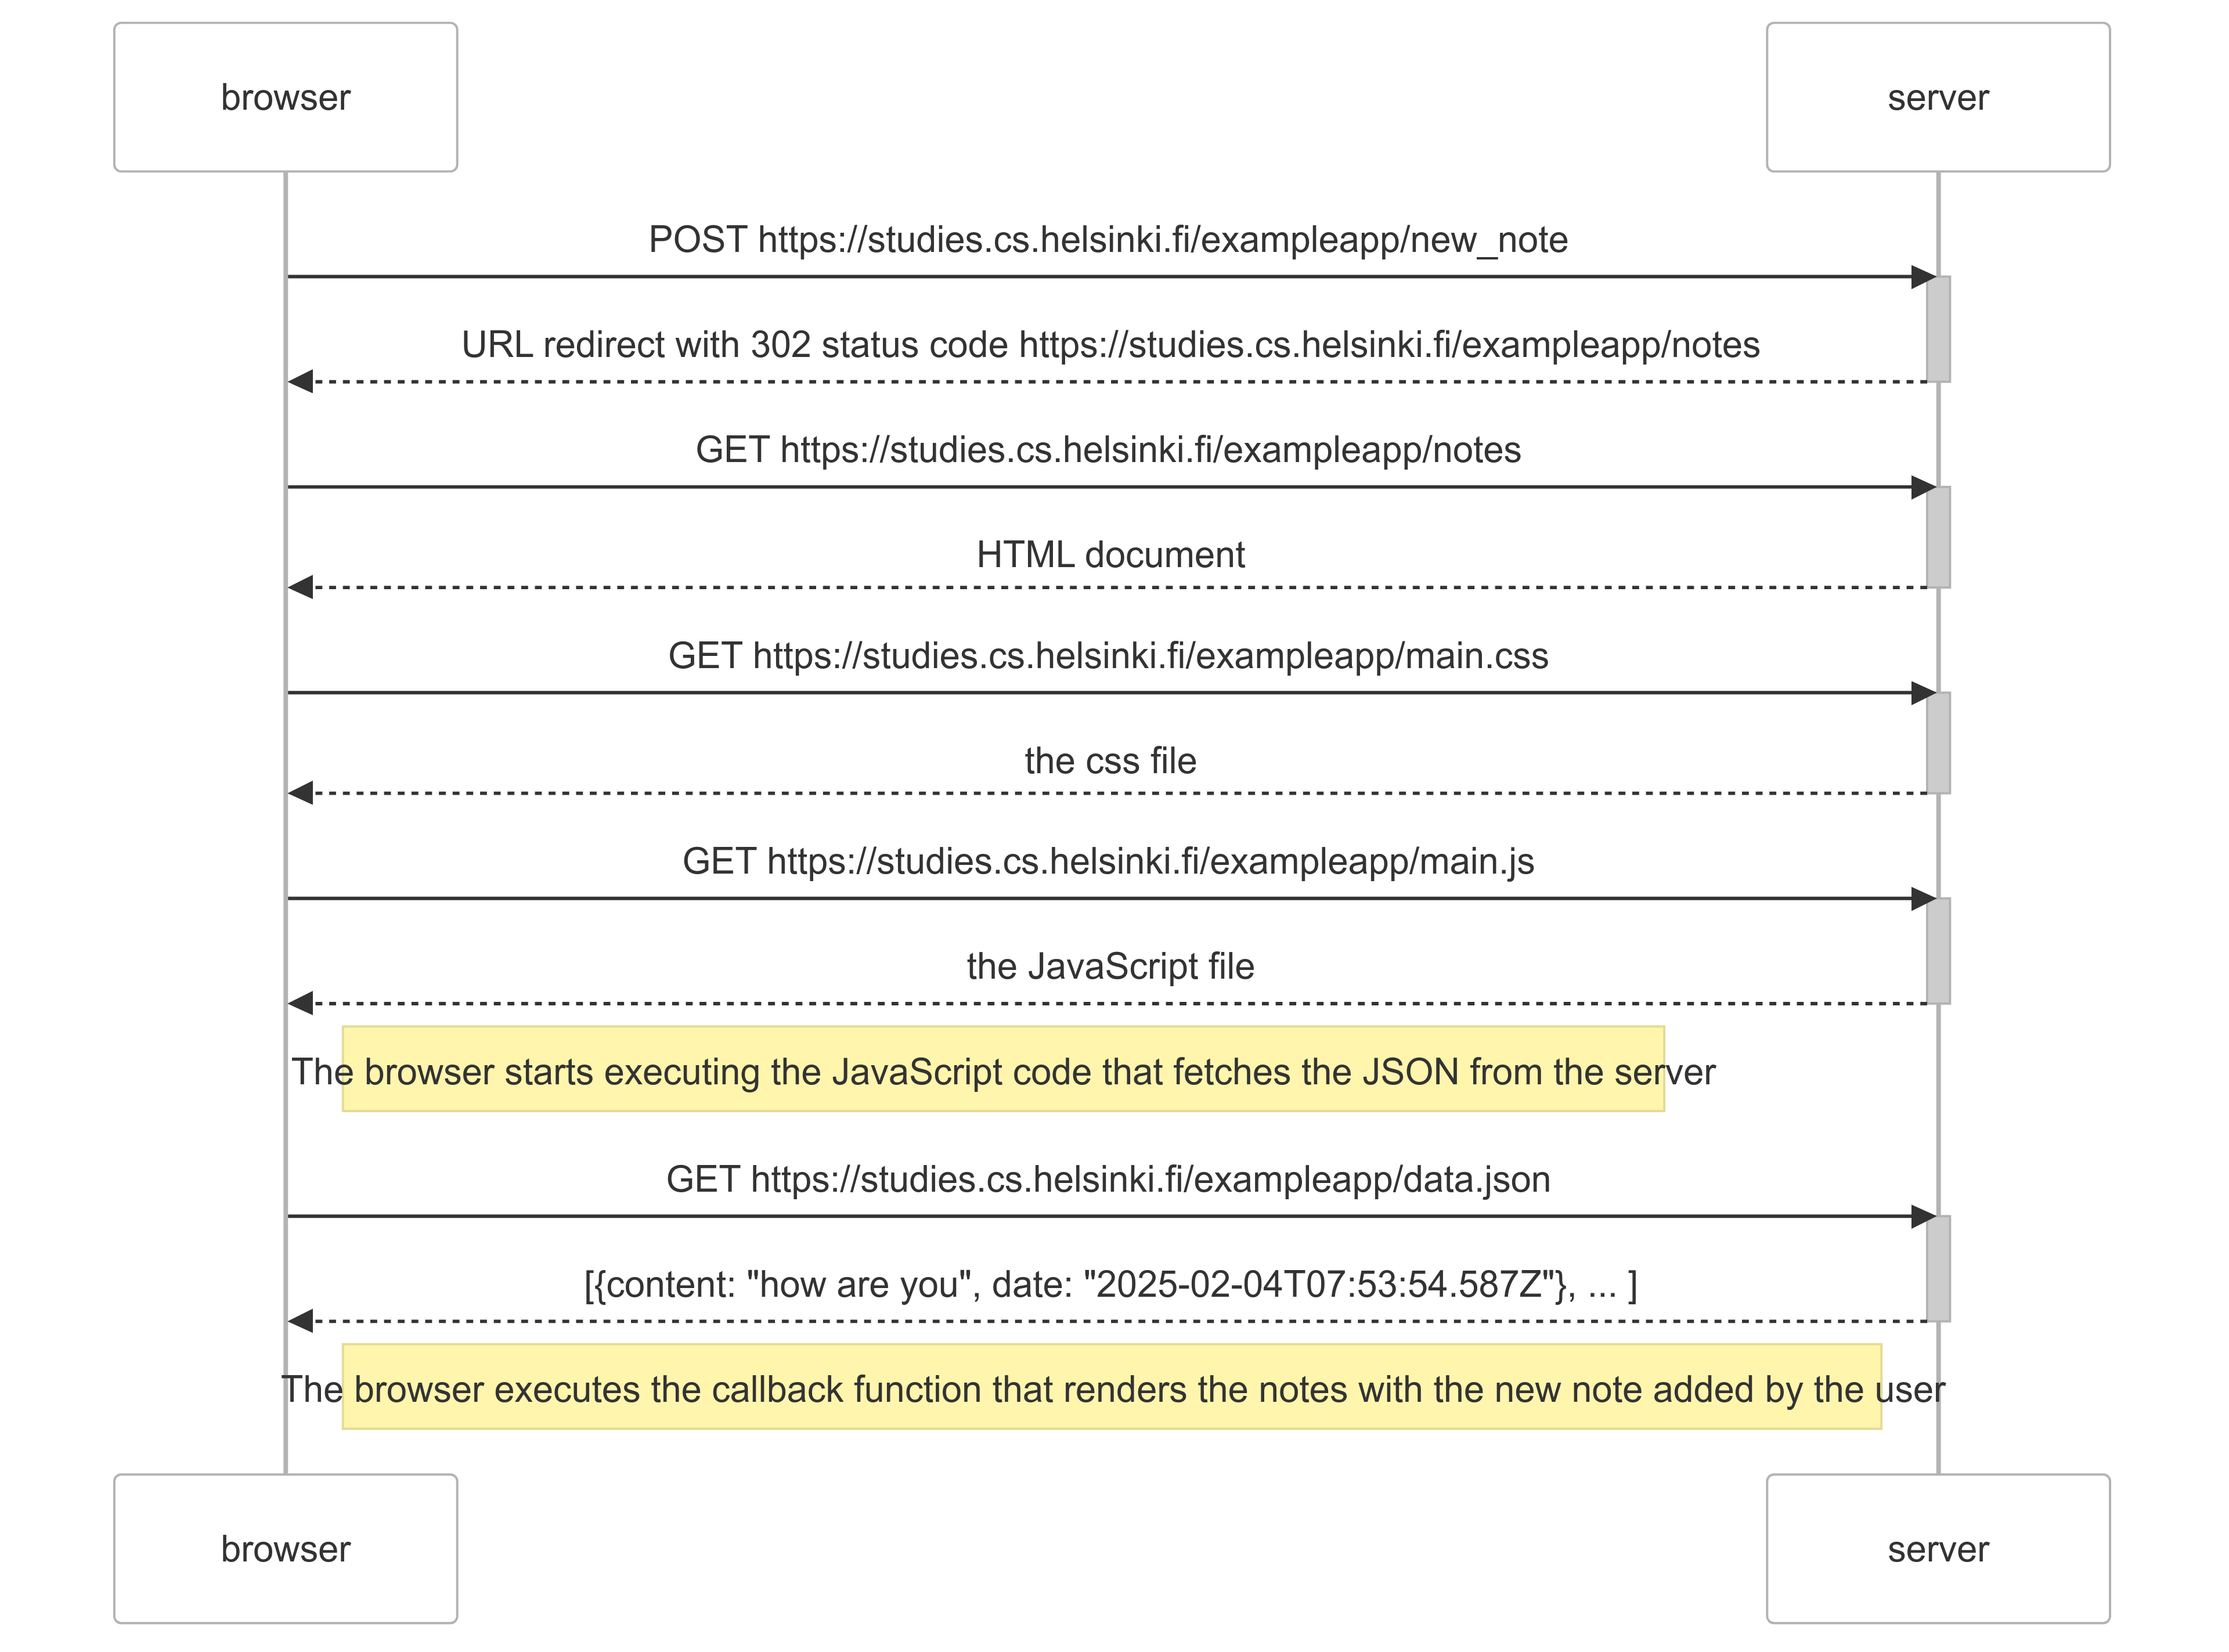 browser
server
POST https://studies.cs.helsinki.fi/exampleapp/new_note
URL redirect with 302 status code https://studies.cs.helsinki.fi/exampleapp/notes
GET https://studies.cs.helsinki.fi/exampleapp/notes
HTML document
GET https://studies.cs.helsinki.fi/exampleapp/main.css
the css file
GET https://studies.cs.helsinki.fi/exampleapp/main.js
the JavaScript file
The browser starts executing the JavaScript code that fetches the JSON from the server
GET https://studies.cs.helsinki.fi/exampleapp/data.json
[{content: "how are you", date: "2025-02-04T07:53:54.587Z"}, ... ]
The browser executes the callback function that renders the notes with the new note added by the user
browser
server